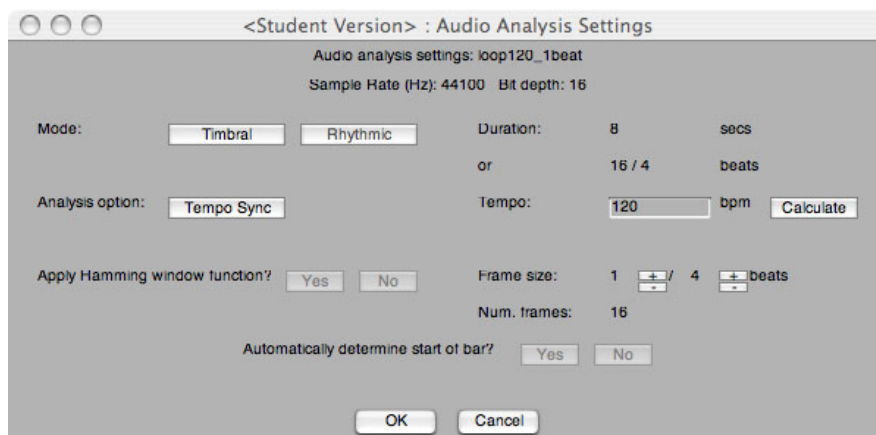 <Student Version> : Audio Analysis Settings
Audio analysis settings: loop120_1beat
Sample Rate (Hz): 44100 Bit depth: 16
Mode: Timbral Rhythmic Duration: 8 secs
or 16 / 4 beats
Analysis option: Tempo Sync Tempo: 120 bpm Calculate
Apply Hamming window function? Yes No Frame size: 1 + - / 4 + - beats
Num. frames: 16
Automatically determine start of bar? Yes No
OK Cancel